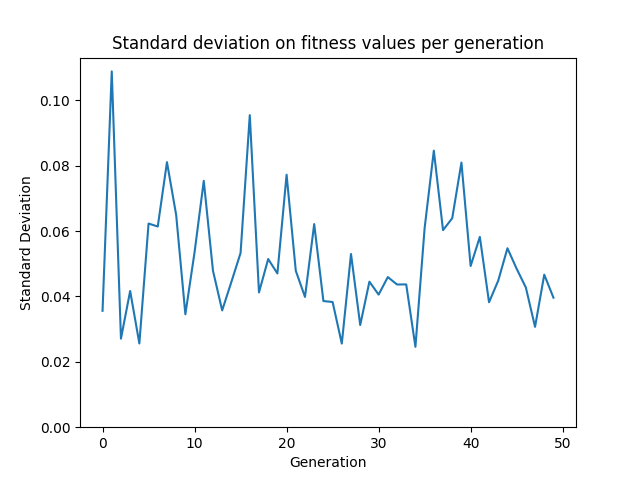 Standard deviation on fitness values per generation
Standard Deviation
0.10
0.08
0.06
0.04
0.02
0.00
0 10 20 30 40 50
Generation